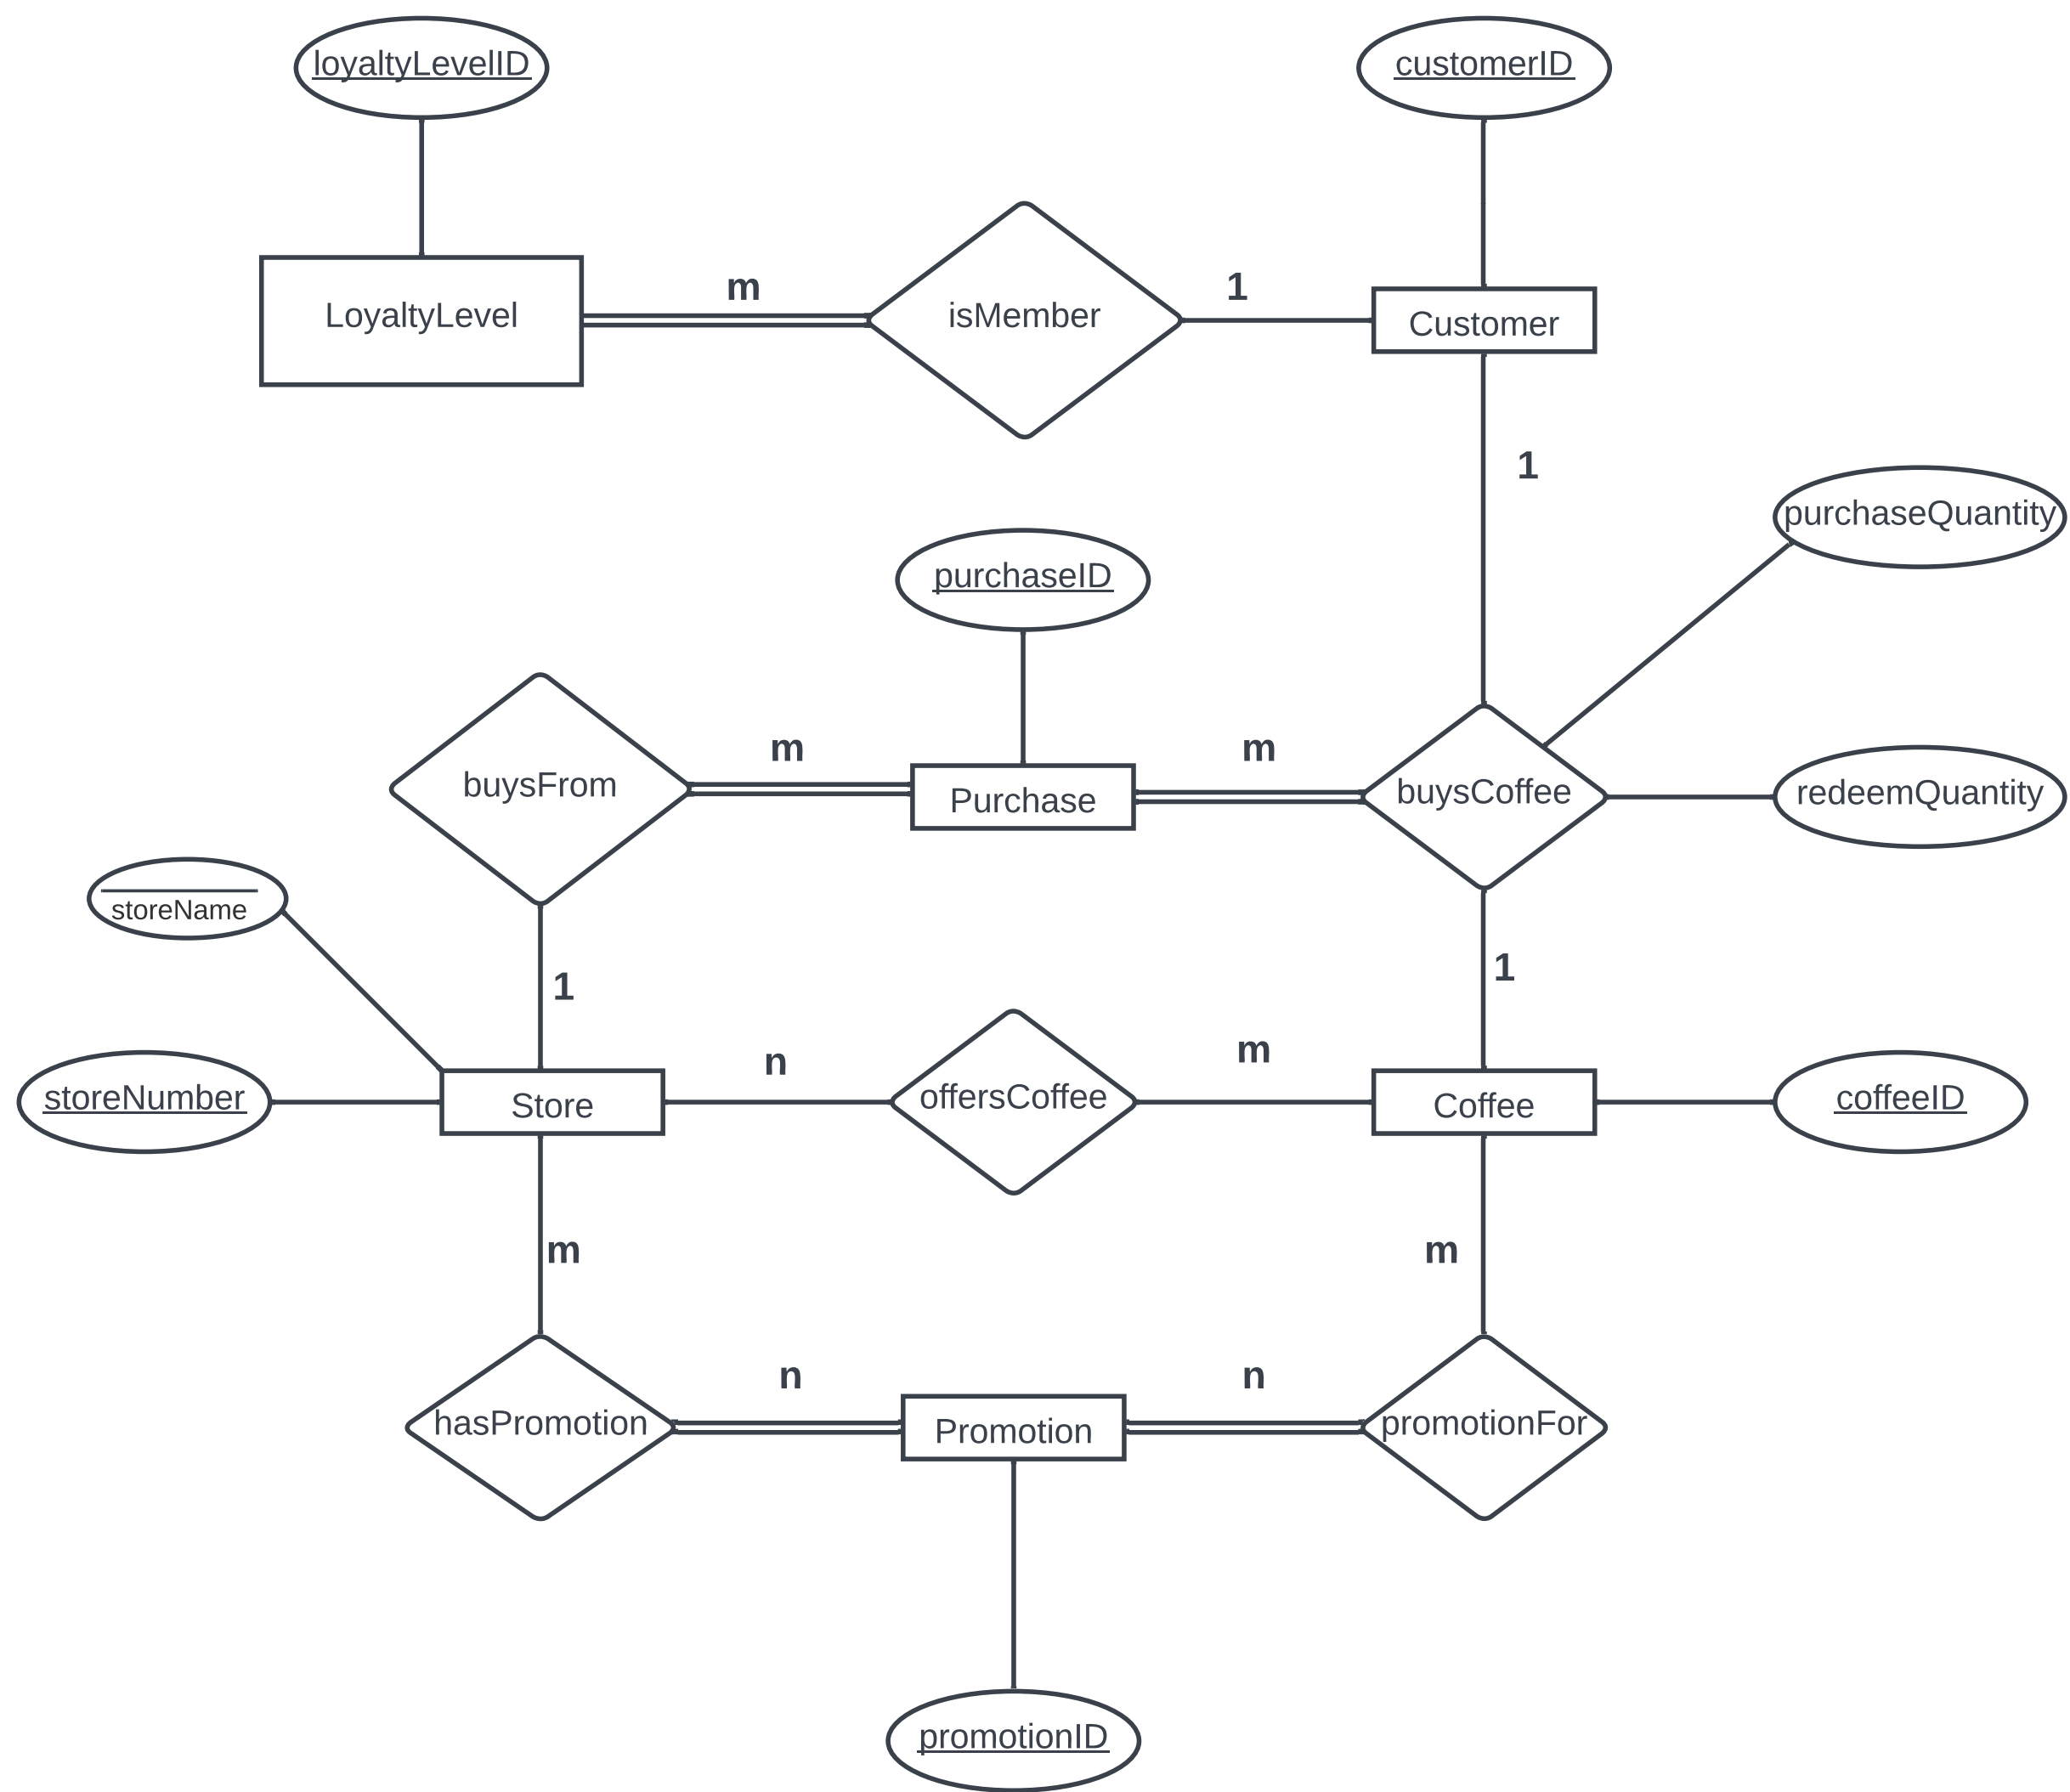 loyaltyLevelID
customerID
m
1
LoyaltyLevel
isMember
Customer
1
purchaseQuantity
purchaseID
m
m
buysFrom
Purchase
buysCoffee
redeemQuantity
storeName
1
1
n
m
storeNumber
Store
offersCoffee
Coffee
coffeeID
m
m
n
n
hasPromotion
Promotion
promotionFor
promotionID